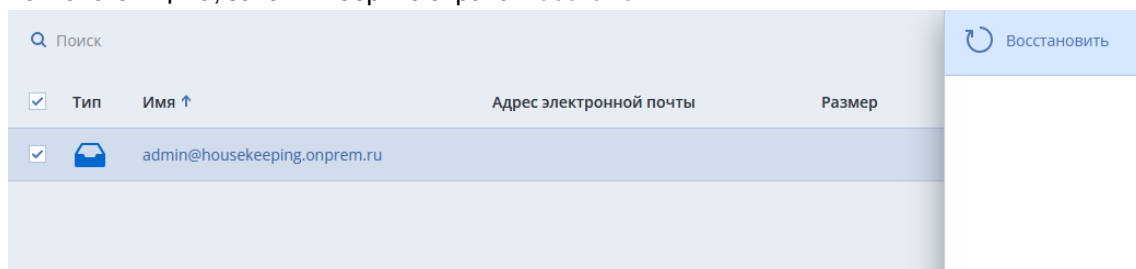 Поиск
Восстановить
Тип Имя ↑ Адрес электронной почты Размер
admin@housekeeping.onprem.ru